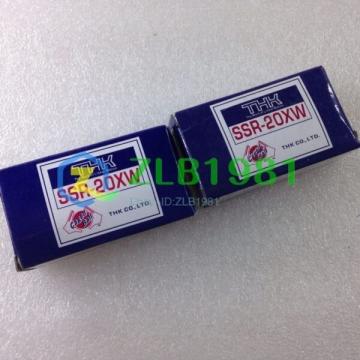 THK
SSR-20XW
THK CO., LTD.
THK
SSR-20XW
THK CO., LTD.
ZLB1981
ID:ZLB1981